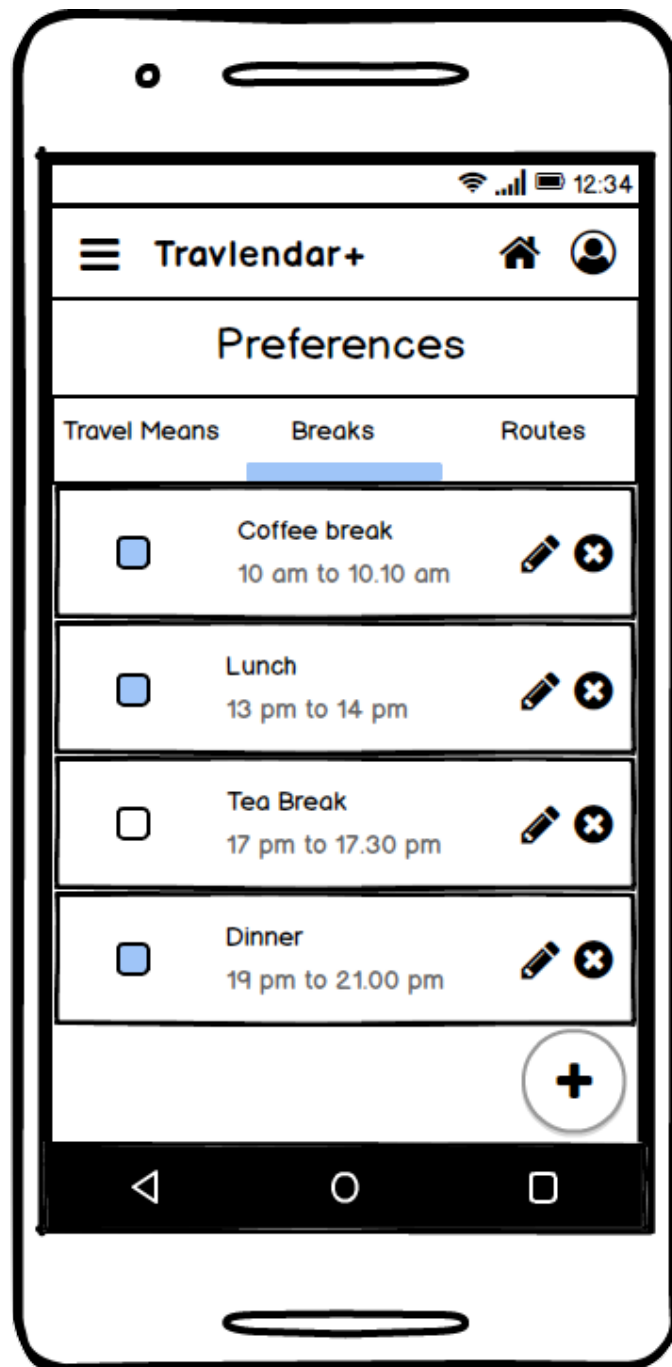 12:34
Travlendar+
Preferences
Travel Means Breaks Routes
Coffee break
10 am to 10.10 am
Lunch
13 pm to 14 pm
Tea Break
17 pm to 17.30 pm
Dinner
19 pm to 21.00 pm